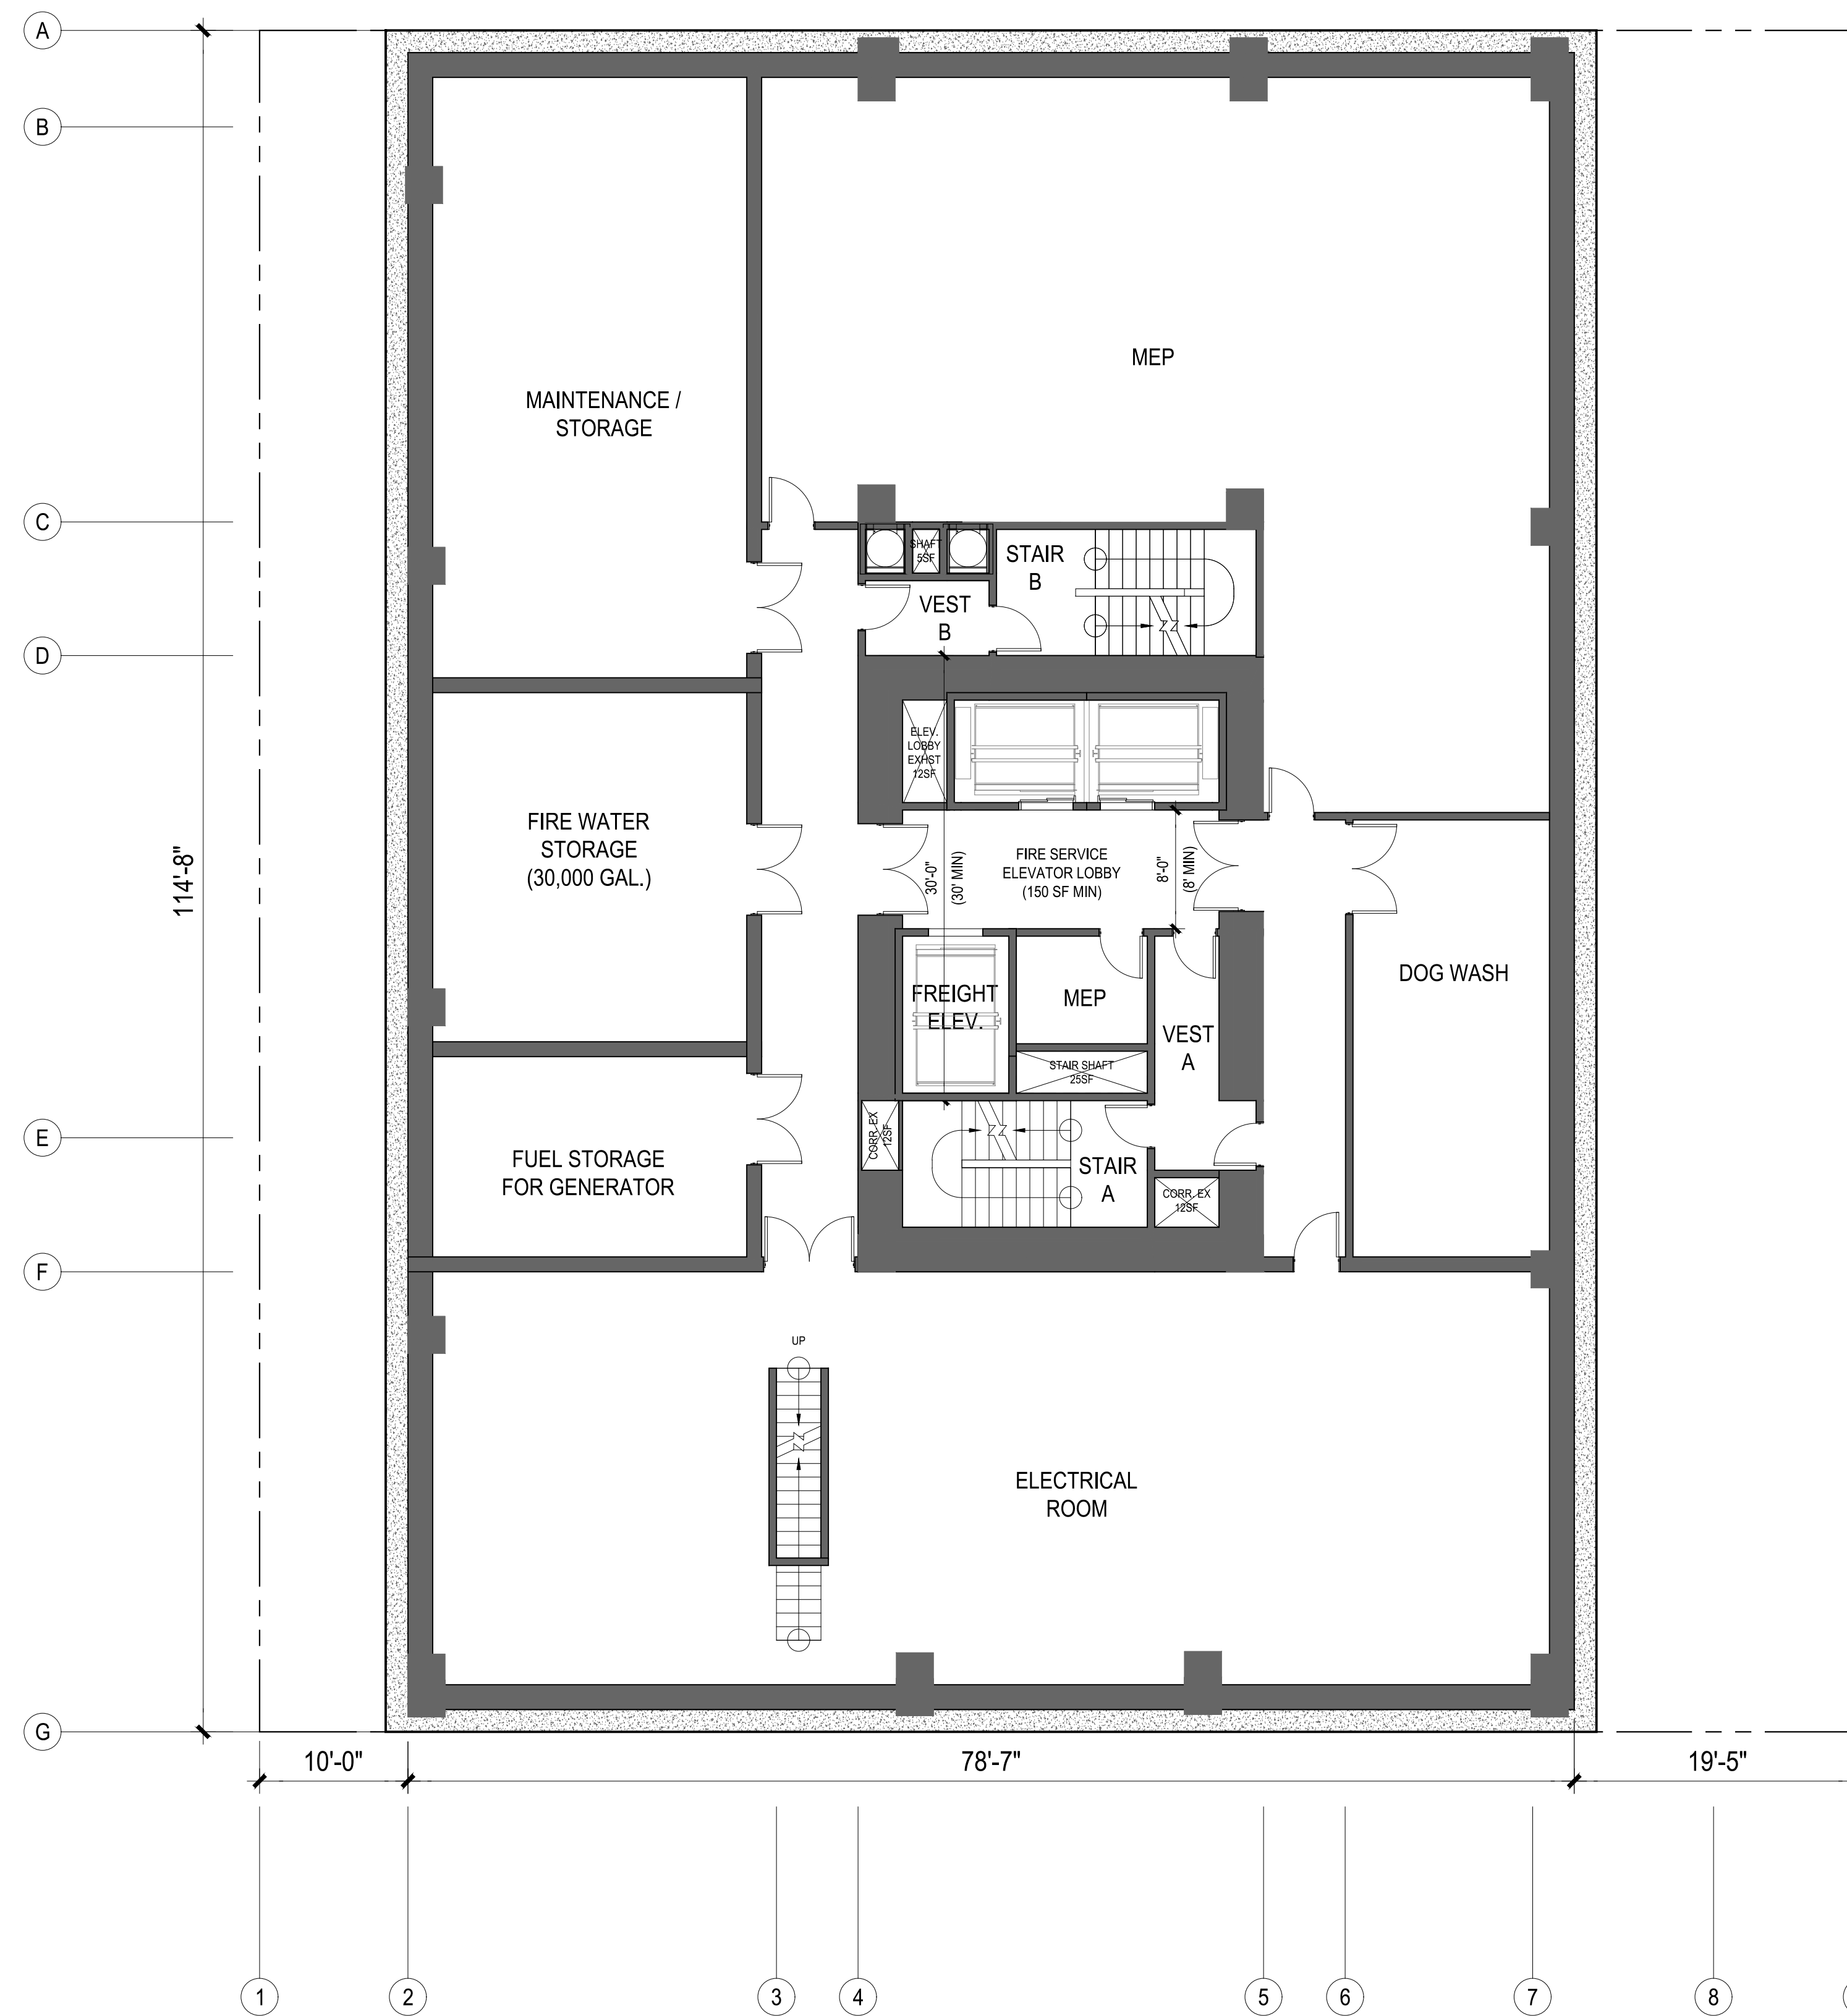 A
B
MEP
MAINTENANCE /
STORAGE
C
SHAFT
5SF
STAIR
B
VEST
B
D
ELEV.
LOBBY
EXHST
12SF
FIRE WATER
STORAGE
(30,000 GAL.)
114'-8"
30'-0"
(30' MIN)
FIRE SERVICE
ELEVATOR LOBBY
(150 SF MIN)
8'-0"
(8' MIN)
DOG WASH
FREIGHT
ELEV.
MEP
VEST
A
STAIR SHAFT
25SF
E
CORR. EX
12SF
FUEL STORAGE
FOR GENERATOR
STAIR
A
CORR. EX
12SF
F
UP
ELECTRICAL
ROOM
G
10'-0"
78'-7"
19'-5"
1
2
3
4
5
6
7
8